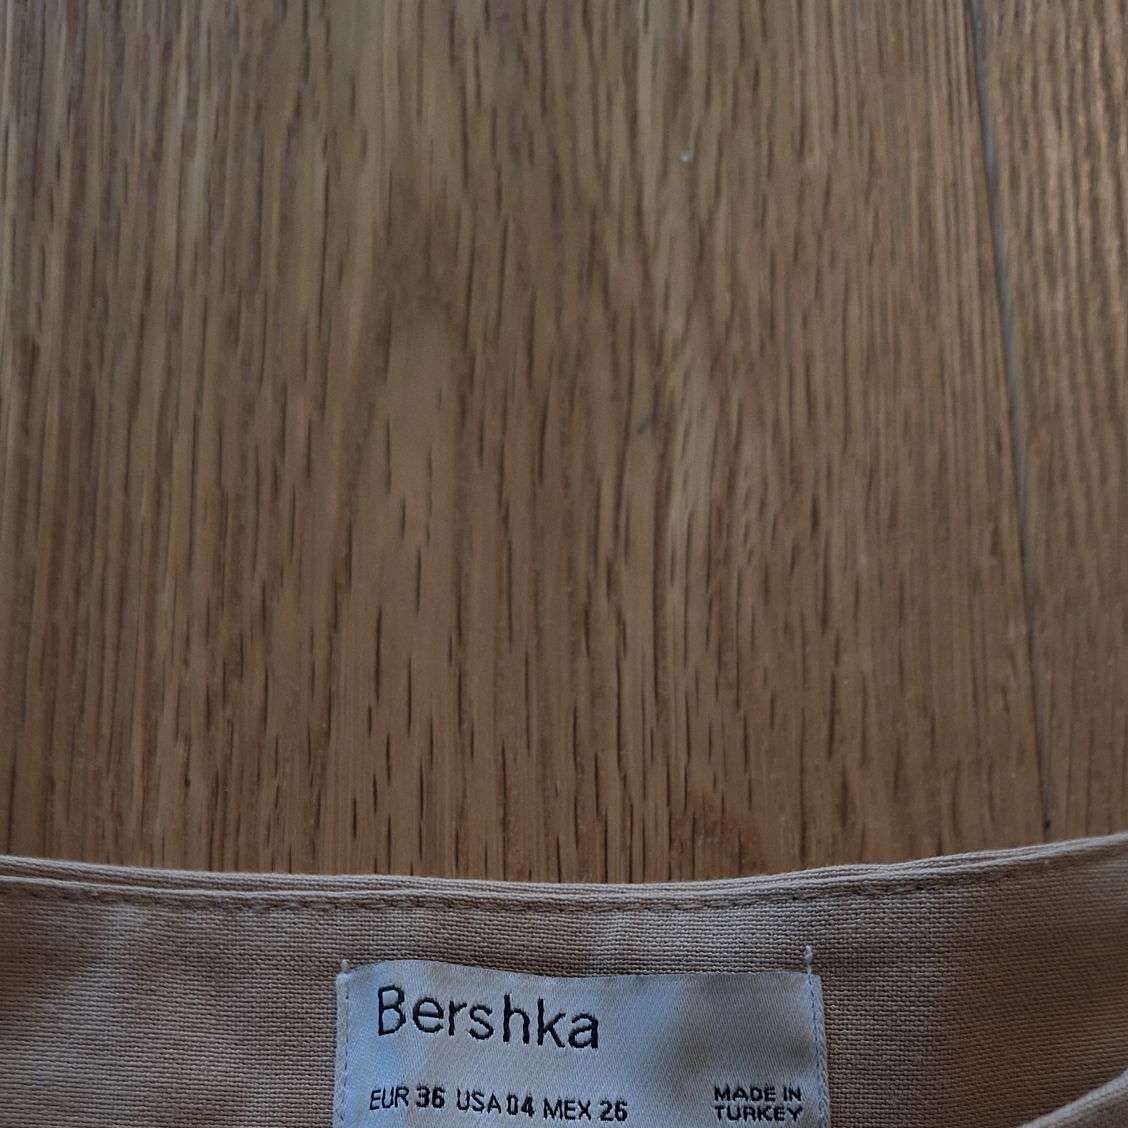 Bershka
EUR 36 USA 04 MEX 26
MADE IN
TURKEY